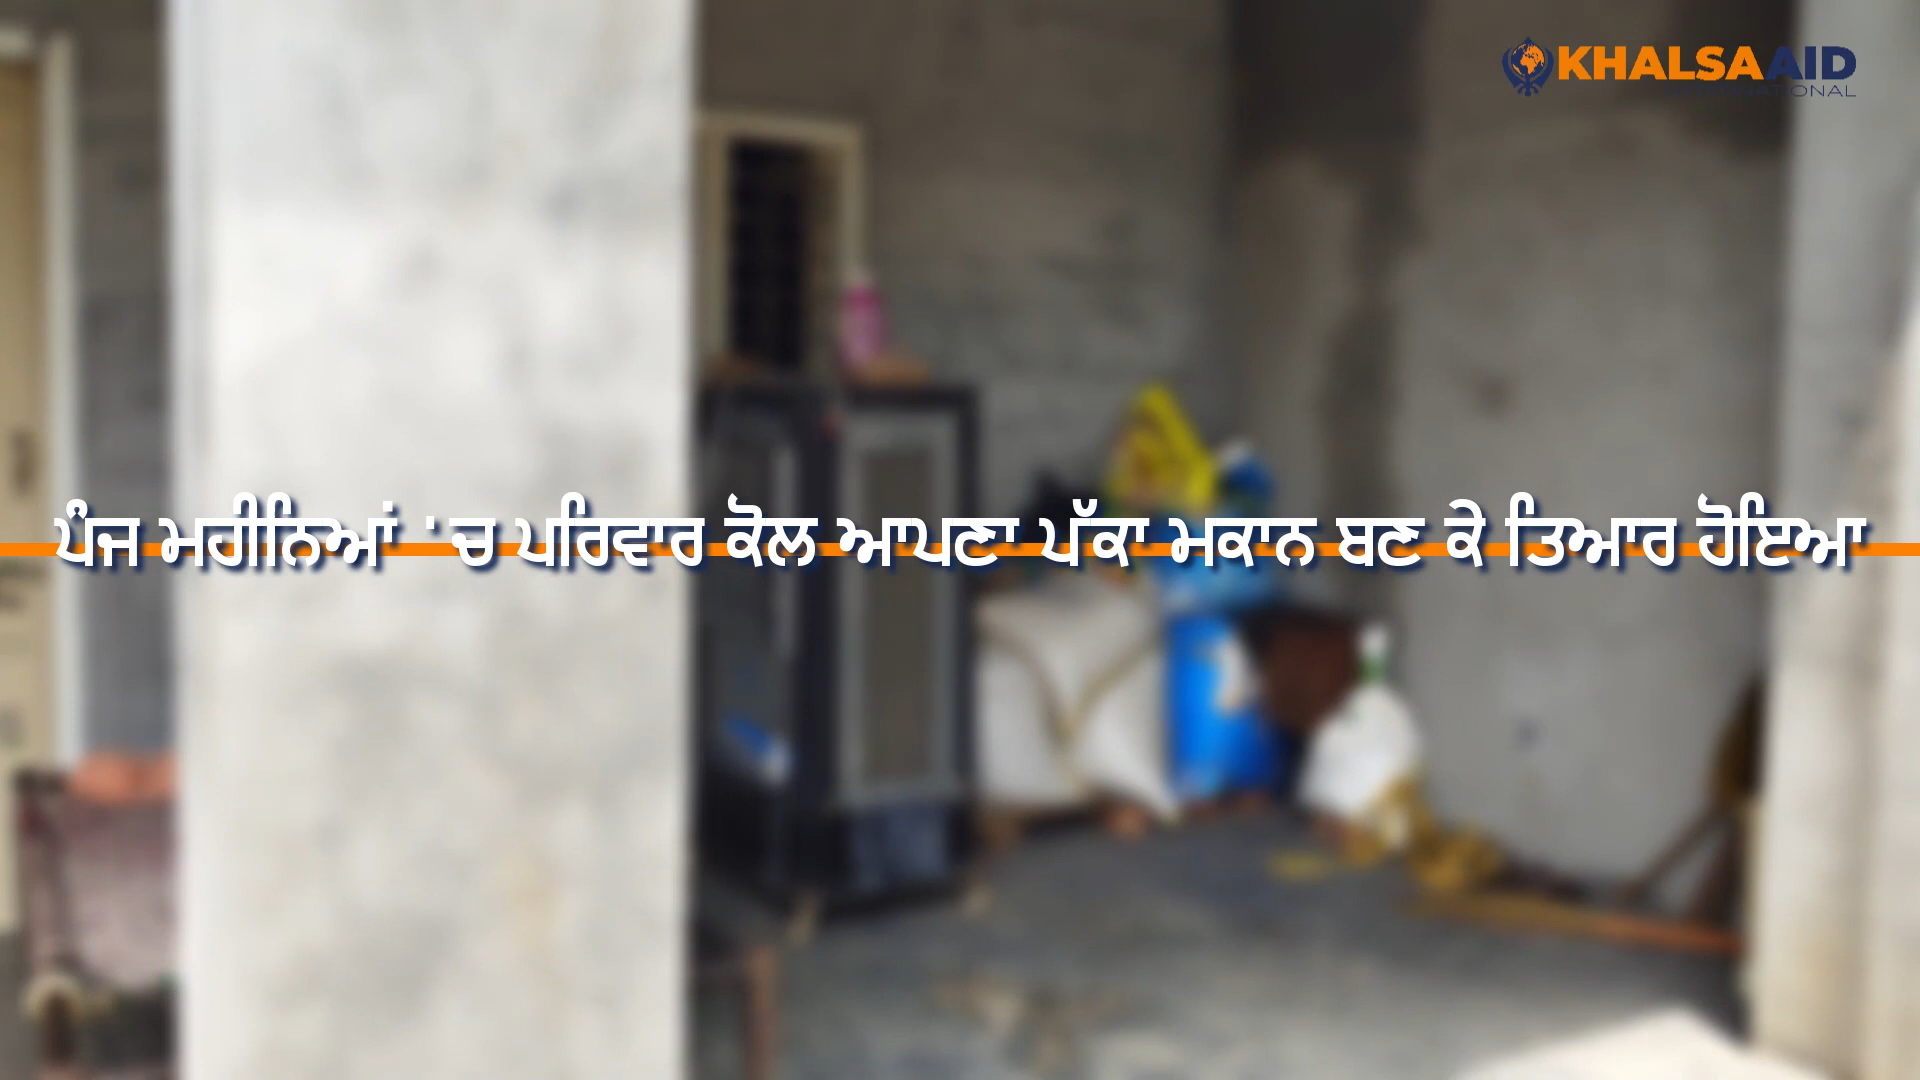 KHALSA AID
INTERNATIONAL
ਪੰਜ ਮਹੀਨਿਆਂ 'ਚ ਪਰਿਵਾਰ ਕੋਲ ਆਪਣਾ ਪੱਕਾ ਮਕਾਨ ਬਣ ਕੇ ਤਿਆਰ ਹੋਇਆ